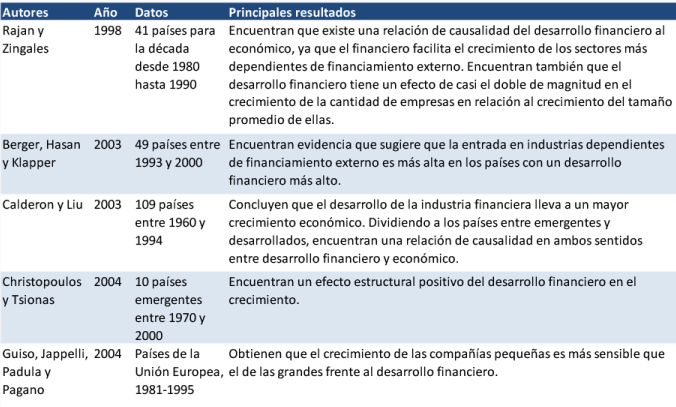 Autores Año Datos Principales resultados
Rajan y 1998 41 países para Encuentran que existe una relación de causalidad del desarrollo financiero al
Zingales la década económico, ya que el financiero facilita el crecimiento de los sectores más
desde 1980 dependientes de financiamiento externo. Encuentran también que el
hasta 1990 desarrollo financiero tiene un efecto de casi el doble de magnitud en el
crecimiento de la cantidad de empresas en relación al crecimiento del tamaño
promedio de ellas.
Berger, Hasan 2003 49 países entre Encuentran evidencia que sugiere que la entrada en industrias dependientes
y Klapper 1993 y 2000 de financiamiento externo es más alta en los países con un desarrollo
financiero más alto.
Calderon y Liu 2003 109 países Concluyen que el desarrollo de la industria financiera lleva a un mayor
entre 1960 y crecimiento económico. Dividiendo a los países entre emergentes y
1994 desarrollados, encuentran una relación de causalidad en ambos sentidos
entre desarrollo financiero y económico.
Christopoulos 2004 10 países Encuentran un efecto estructural positivo del desarrollo financiero en el
y Tsionas emergentes crecimiento.
entre 1970 y
2000
Guiso, Jappelli, 2004 Países de la Obtienen que el crecimiento de las compañías pequeñas es más sensible que
Padula y Unión Europea, el de las grandes frente al desarrollo financiero.
Pagano 1981-1995